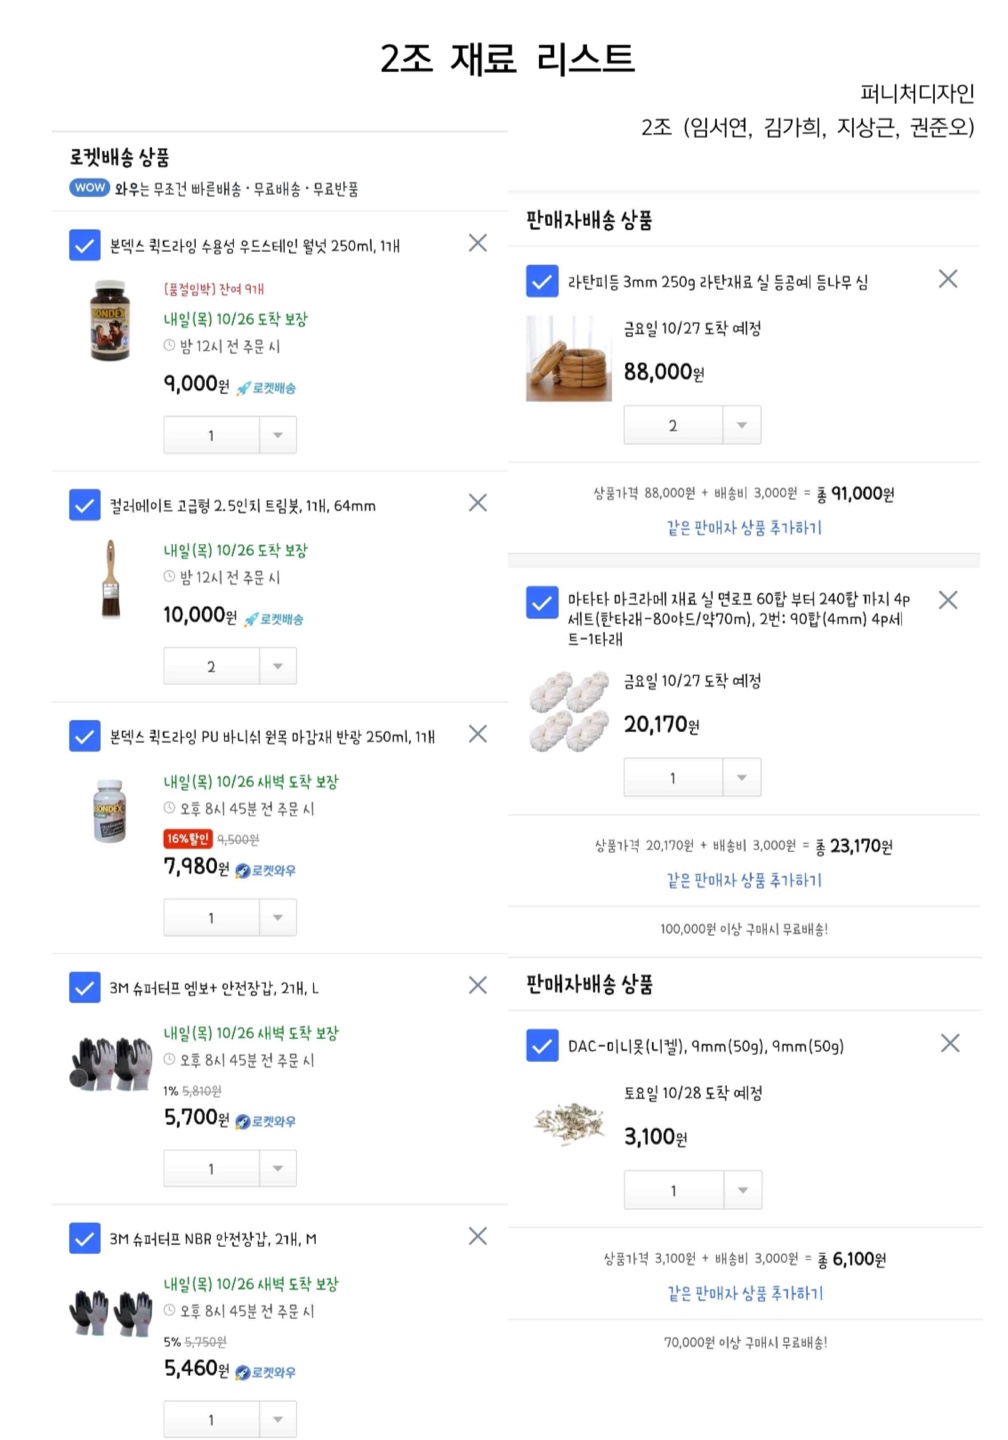 2조 재료 리스트
퍼니처디자인
2조 (임서연, 김가희, 지상근, 권준오)
로켓배송 상품
WOW 와우는 무조건 빠른배송 · 무료배송 · 무료반품
본덱스 퀵드라잉 수용성 우드스테인 월넛 250ml, 1개
BONDEX
[품절임박] 잔여 9개
내일(목) 10/26 도착 보장
밤 12시 전 주문 시
9,000원 로켓배송
1
컬러메이트 고급형 2.5인치 트림붓, 1개, 64mm
내일(목) 10/26 도착 보장
밤 12시 전 주문 시
10,000원 로켓배송
2
본덱스 퀵드라잉 PU 바니쉬 원목 마감재 반광 250ml, 1개
BONDEX
내일(목) 10/26 새벽 도착 보장
오후 8시 45분 전 주문 시
16%할인 9,500원
7,980원 로켓와우
1
3M 슈퍼터프 엠보+ 안전장갑, 2개, L
내일(목) 10/26 새벽 도착 보장
오후 8시 45분 전 주문 시
1% 5,810원
5,700원 로켓와우
1
3M 슈퍼터프 NBR 안전장갑, 2개, M
내일(목) 10/26 새벽 도착 보장
오후 8시 45분 전 주문 시
5% 5,750원
5,460원 로켓와우
1
판매자배송 상품
라탄피등 3mm 250g 라탄재료 실 등공예 등나무 심
금요일 10/27 도착 예정
88,000원
2
상품가격 88,000원 + 배송비 3,000원 = 총 91,000원
같은 판매자 상품 추가하기
마타타 마크라메 재료 실 면로프 60합 부터 240합 까지 4p
세트(한타래-80야드/약70m), 2번: 90합(4mm) 4p세
트-1타래
금요일 10/27 도착 예정
20,170원
1
상품가격 20,170원 + 배송비 3,000원 = 총 23,170원
같은 판매자 상품 추가하기
100,000원 이상 구매시 무료배송!
판매자배송 상품
DAC-미니못(니켈), 9mm(50g), 9mm(50g)
토요일 10/28 도착 예정
3,100원
1
상품가격 3,100원 + 배송비 3,000원 = 총 6,100원
같은 판매자 상품 추가하기
70,000원 이상 구매시 무료배송!